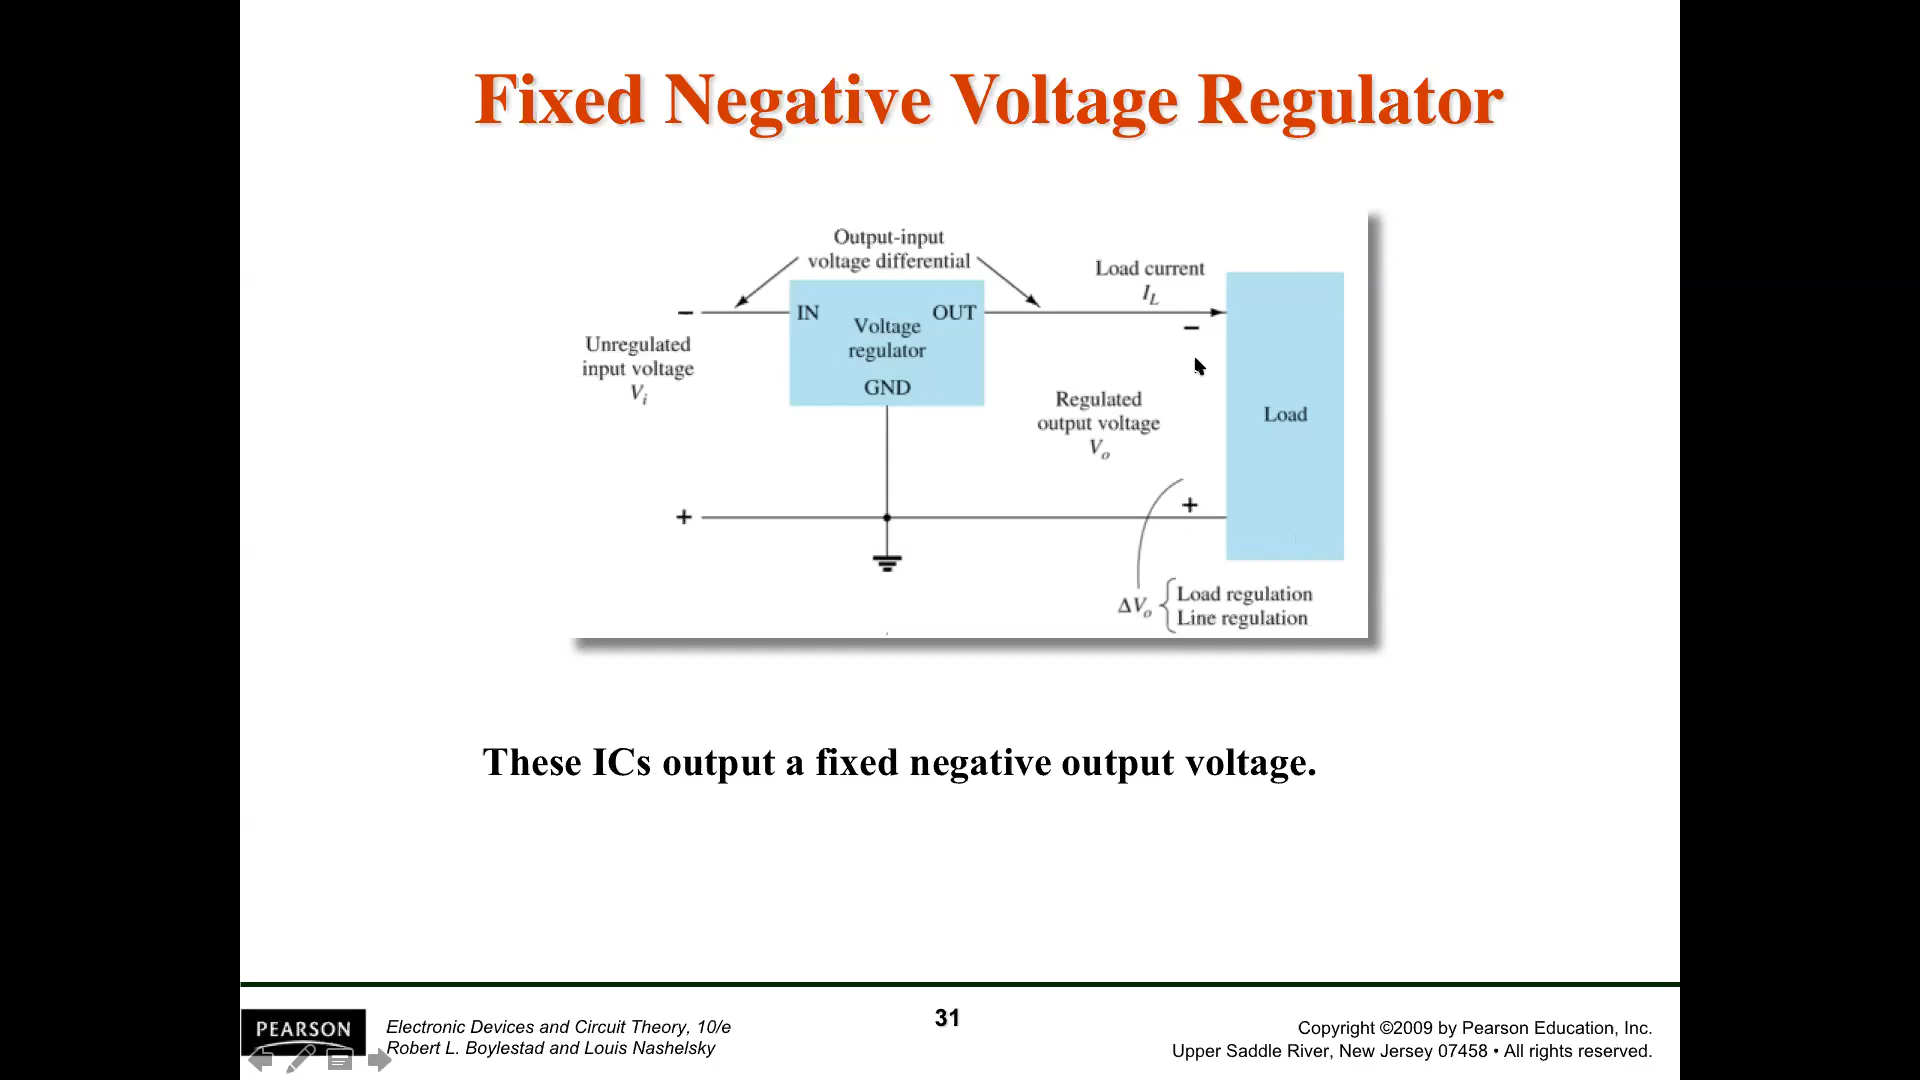 Fixed Negative Voltage Regulator
Output-input
voltage differential
Load current
I_L
−
IN
OUT
−
Voltage
regulator
GND
Unregulated
input voltage
V_i
Regulated
output voltage
V_o
Load
+
+
ΔV_o { Load regulation
Line regulation
These ICs output a fixed negative output voltage.
PEARSON
Electronic Devices and Circuit Theory, 10/e
Robert L. Boylestad and Louis Nashelsky
31
Copyright ©2009 by Pearson Education, Inc.
Upper Saddle River, New Jersey 07458 • All rights reserved.